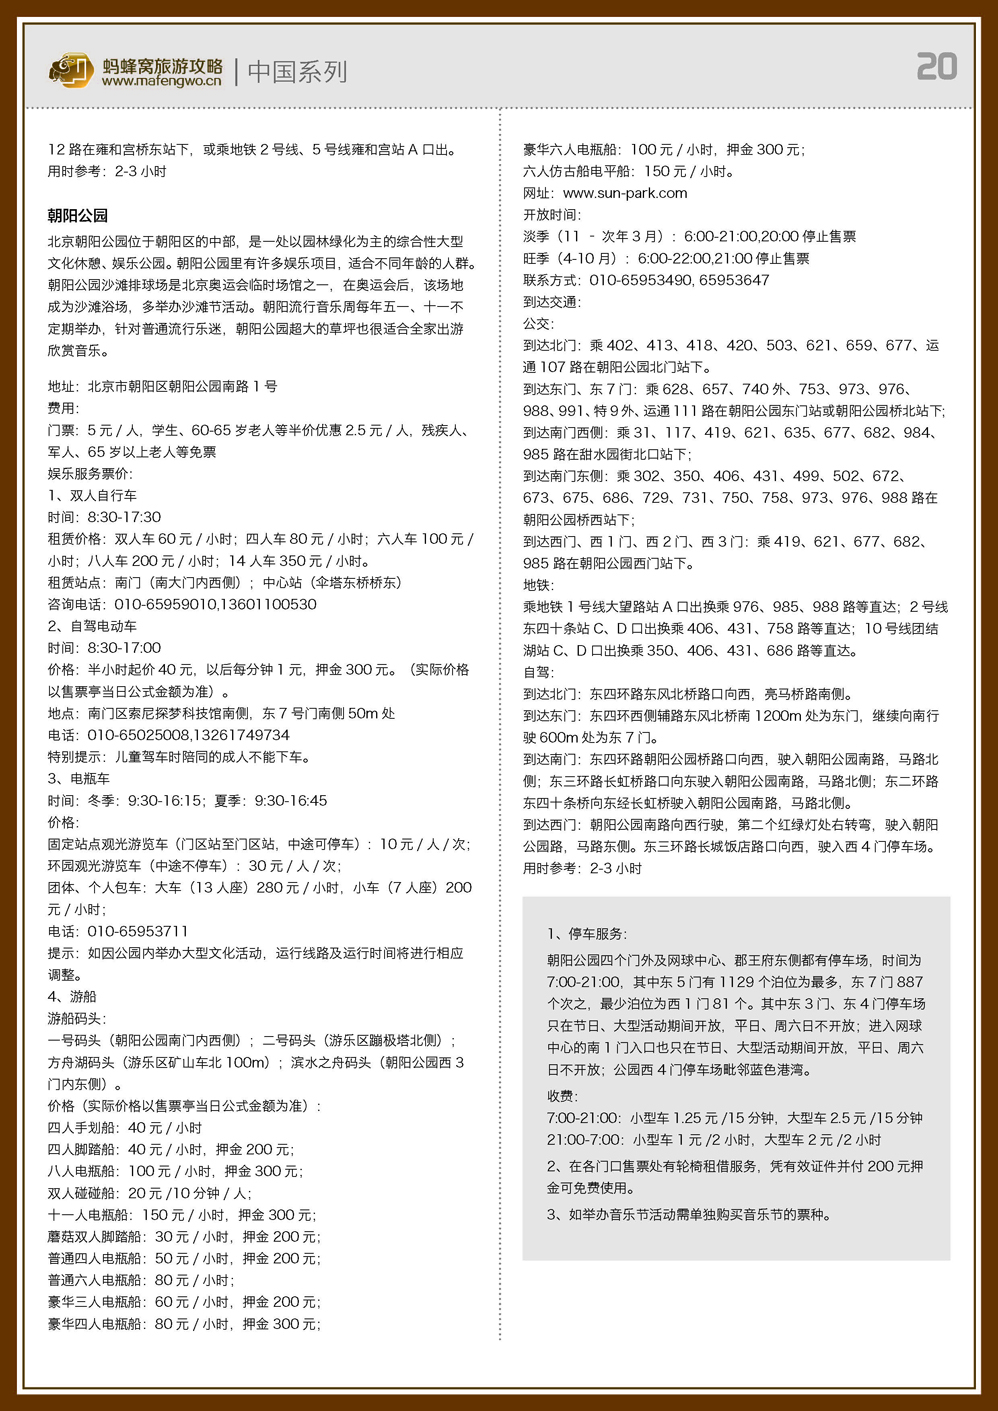 蚂蜂窝旅游攻略
www.mafengwo.cn
中国系列
20
12 路在雍和宫桥东站下，或乘地铁 2 号线、5 号线雍和宫站 A 口出。
用时参考：2-3 小时
朝阳公园
北京朝阳公园位于朝阳区的中部，是一处以园林绿化为主的综合性大型
文化休憩、娱乐公园。朝阳公园里有许多娱乐项目，适合不同年龄的人群。
朝阳公园沙滩排球场是北京奥运会临时场馆之一，在奥运会后，该场地
成为沙滩浴场，多举办沙滩节活动。朝阳流行音乐周每年五一、十一不
定期举办，针对普通流行乐迷，朝阳公园超大的草坪也很适合全家出游
欣赏音乐。
地址：北京市朝阳区朝阳公园南路 1 号
费用：
门票：5 元 / 人，学生、60-65 岁老人等半价优惠 2.5 元 / 人，残疾人、
军人、65 岁以上老人等免票
娱乐服务票价：
1、双人自行车
时间：8:30-17:30
租赁价格：双人车 60 元 / 小时；四人车 80 元 / 小时；六人车 100 元 /
小时；八人车 200 元 / 小时；14 人车 350 元 / 小时。
租赁站点：南门（南大门内西侧）；中心站（伞塔东桥桥东）
咨询电话：010-65959010,13601100530
2、自驾电动车
时间：8:30-17:00
价格：半小时起价 40 元，以后每分钟 1 元，押金 300 元。（实际价格
以售票亭当日公式金额为准）。
地点：南门区索尼探梦科技馆南侧，东 7 号门南侧 50m 处
电话：010-65025008,13261749734
特别提示：儿童驾车时陪同的成人不能下车。
3、电瓶车
时间：冬季：9:30-16:15；夏季：9:30-16:45
价格：
固定站点观光游览车（门区站至门区站，中途可停车）：10 元 / 人 / 次；
环园观光游览车（中途不停车）：30 元 / 人 / 次；
团体、个人包车：大车（13 人座）280 元 / 小时，小车（7 人座）200
元 / 小时；
电话：010-65953711
提示：如因公园内举办大型文化活动，运行线路及运行时间将进行相应
调整。
4、游船
游船码头：
一号码头（朝阳公园南门内西侧）；二号码头（游乐区蹦极塔北侧）；
方舟湖码头（游乐区矿山车北 100m）；滨水之舟码头（朝阳公园西 3
门内东侧）。
价格（实际价格以售票亭当日公式金额为准）：
四人手划船：40 元 / 小时
四人脚踏船：40 元 / 小时，押金 200 元；
八人电瓶船：100 元 / 小时，押金 300 元；
双人碰碰船：20 元 /10 分钟 / 人；
十一人电瓶船：150 元 / 小时，押金 300 元；
蘑菇双人脚踏船：30 元 / 小时，押金 200 元；
普通四人电瓶船：50 元 / 小时，押金 200 元；
普通六人电瓶船：80 元 / 小时；
豪华三人电瓶船：60 元 / 小时，押金 200 元；
豪华四人电瓶船：80 元 / 小时，押金 300 元；
豪华六人电瓶船：100 元 / 小时，押金 300 元；
六人仿古船电平船：150 元 / 小时。
网址：www.sun-park.com
开放时间：
淡季（11 - 次年 3 月）：6:00-21:00,20:00 停止售票
旺季（4-10 月）：6:00-22:00,21:00 停止售票
联系方式：010-65953490, 65953647
到达交通：
公交：
到达北门：乘 402、413、418、420、503、621、659、677、运
通 107 路在朝阳公园北门站下。
到达东门、东 7 门：乘 628、657、740 外、753、973、976、
988、991、特 9 外、运通 111 路在朝阳公园东门站或朝阳公园桥北站下；
到达南门西侧：乘 31、117、419、621、635、677、682、984、
985 路在甜水园街北口站下；
到达南门东侧：乘 302、350、406、431、499、502、672、
673、675、686、729、731、750、758、973、976、988 路在
朝阳公园桥西站下；
到达西门、西 1 门、西 2 门、西 3 门：乘 419、621、677、682、
985 路在朝阳公园西门站下。
地铁：
乘地铁 1 号线大望路站 A 口出换乘 976、985、988 路等直达；2 号线
东四十条站 C、D 口出换乘 406、431、758 路等直达；10 号线团结
湖站 C、D 口出换乘 350、406、431、686 路等直达。
自驾：
到达北门：东四环路东风北桥路口向西，亮马桥路南侧。
到达东门：东四环西侧辅路东风北桥南 1200m 处为东门，继续向南行
驶 600m 处为东 7 门。
到达南门：东四环路朝阳公园桥路口向西，驶入朝阳公园南路，马路北
侧；东三环路长虹桥路口向东驶入朝阳公园南路，马路北侧；东二环路
东四十条桥向东经长虹桥驶入朝阳公园南路，马路北侧。
到达西门：朝阳公园南路向西行驶，第二个红绿灯处右转弯，驶入朝阳
公园路，马路东侧。东三环路长城饭店路口向西，驶入西 4 门停车场。
用时参考：2-3 小时
1、停车服务：
朝阳公园四个门外及网球中心、郡王府东侧都有停车场，时间为
7:00-21:00，其中东 5 门有 1129 个泊位为最多，东 7 门 887
个次之，最少泊位为西 1 门 81 个。其中东 3 门、东 4 门停车场
只在节日、大型活动期间开放，平日、周六日不开放；进入网球
中心的南 1 门入口也只在节日、大型活动期间开放，平日、周六
日不开放；公园西 4 门停车场毗邻蓝色港湾。
收费：
7:00-21:00：小型车 1.25 元 /15 分钟，大型车 2.5 元 /15 分钟
21:00-7:00：小型车 1 元 /2 小时，大型车 2 元 /2 小时
2、在各门口售票处有轮椅租借服务，凭有效证件并付 200 元押
金可免费使用。
3、如举办音乐节活动需单独购买音乐节的票种。